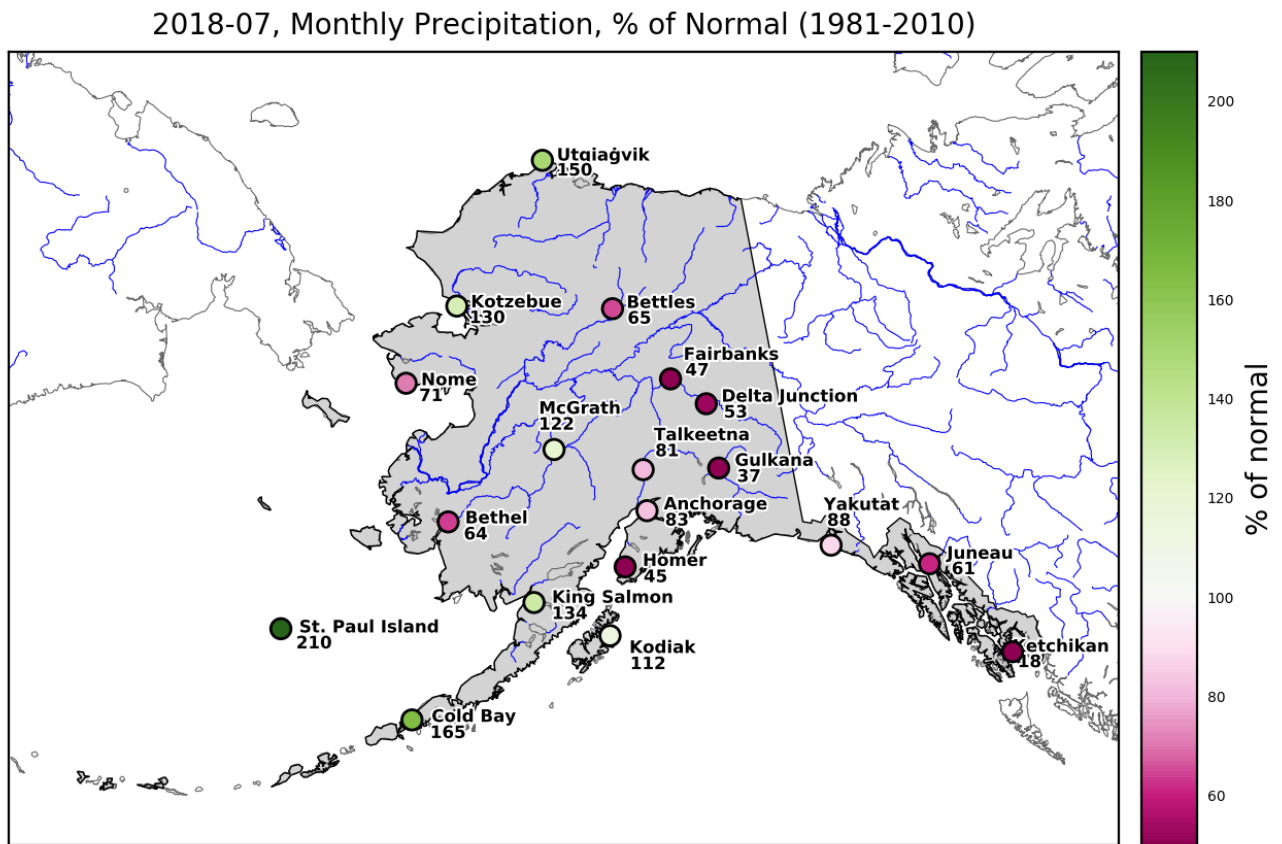 2018-07, Monthly Precipitation, % of Normal (1981-2010)
Utqiaġvik
150
Kotzebue
130
Bettles
65
Fairbanks
47
Nome
71
Delta Junction
53
McGrath
122
Talkeetna
81
Gulkana
37
Anchorage
83
Yakutat
88
Bethel
64
Juneau
61
Homer
45
King Salmon
134
St. Paul Island
210
Kodiak
112
Ketchikan
18
Cold Bay
165
200
180
160
140
120
100
80
60
% of normal